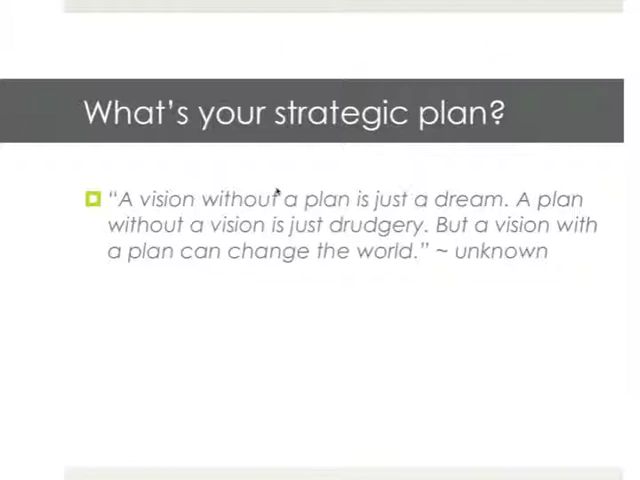 What’s your strategic plan?
“A vision without a plan is just a dream. A plan
without a vision is just drudgery. But a vision with
a plan can change the world.” ~ unknown